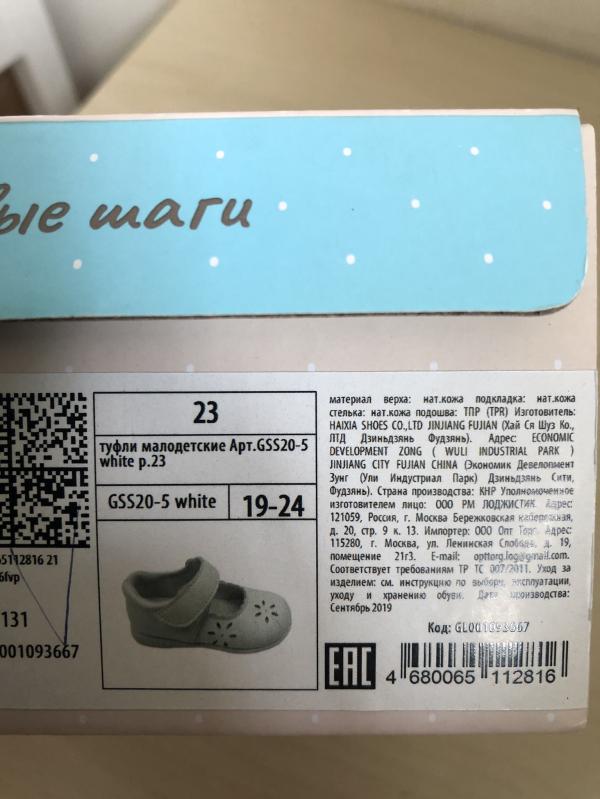 вые шаги
23
туфли малодетские Арт.GSS20-5
white р.23
GSS20-5 white
19-24
65112816 21
6fvp
131
001093667
материал верха: нат.кожа подкладка: нат.кожа
стелька: нат.кожа подошва: ТПР (TPR) Изготовитель:
HAIXIA SHOES CO.,LTD JINJIANG FUJIAN (Хай Ся Шуз Ко.,
ЛТД Дзиньдзянь Фудзянь). Адрес: ECONOMIC
DEVELOPMENT ZONG ( WULI INDUSTRIAL PARK )
JINJIANG CITY FUJIAN CHINA (Экономик Девелопмент
Зунг (Ули Индустриал Парк) Дзиньдзянь Сити,
Фудзянь). Страна производства: КНР Уполномоченное
изготовителем лицо: ООО РМ ЛОДЖИСТИК Адрес:
121059, Россия, г. Москва Бережковская набережная,
д. 20, стр. 9 к. 13. Импортер: ООО Опт Торг Адрес:
115280, г. Москва, ул. Ленинская Слобода, д. 19,
помещение 21г3. E-mail: opttorg.log@gmail.com.
Соответствует требованиям ТР ТС 007/2011. Уход за
изделием: см. инструкцию по выбору, эксплуатации,
уходу и хранению обуви. Дата производства:
Сентябрь 2019
Код: GL001093667
EAC
4 680065 112816